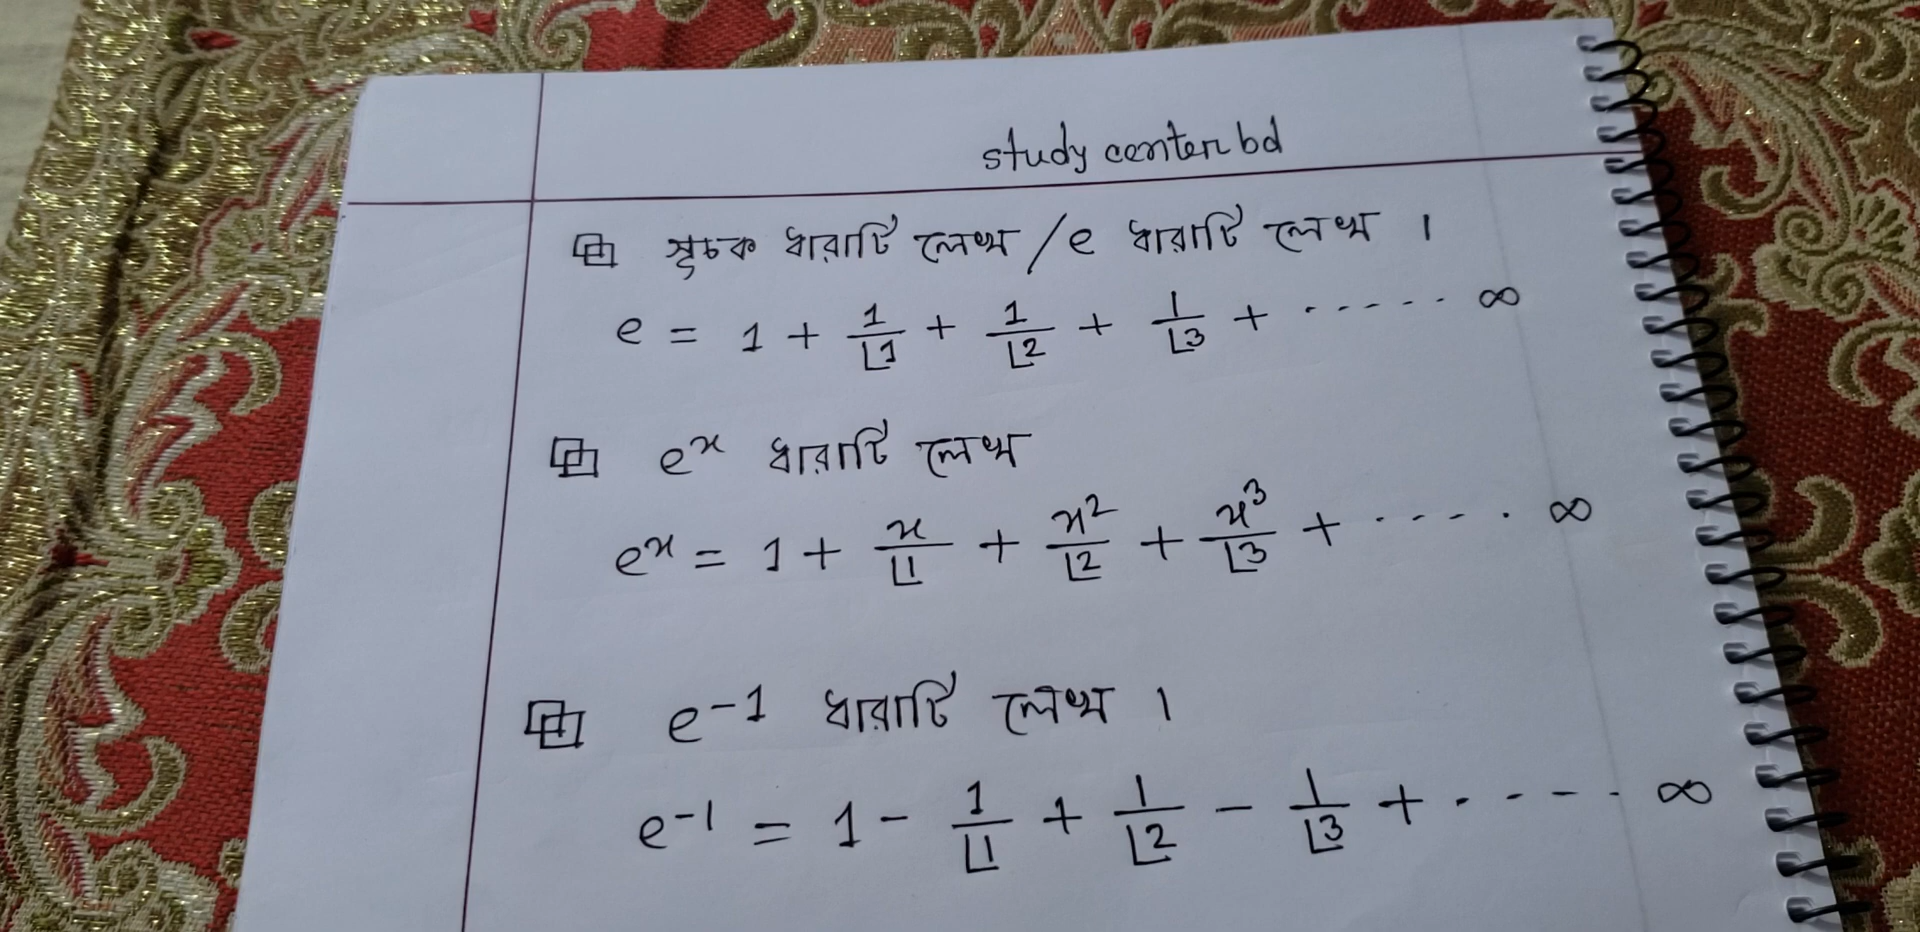 study center bd
সূচক ধারাটি লেখ / e ধারাটি লেখ ।
e = 1 + 1/⌊1 + 1/⌊2 + 1/⌊3 + ...... ∞
eˣ ধারাটি লেখ
eˣ = 1 + x/⌊1 + x²/⌊2 + x³/⌊3 + ..... ∞
e⁻¹ ধারাটি লেখ ।
e⁻¹ = 1 - 1/⌊1 + 1/⌊2 - 1/⌊3 + ..... ∞